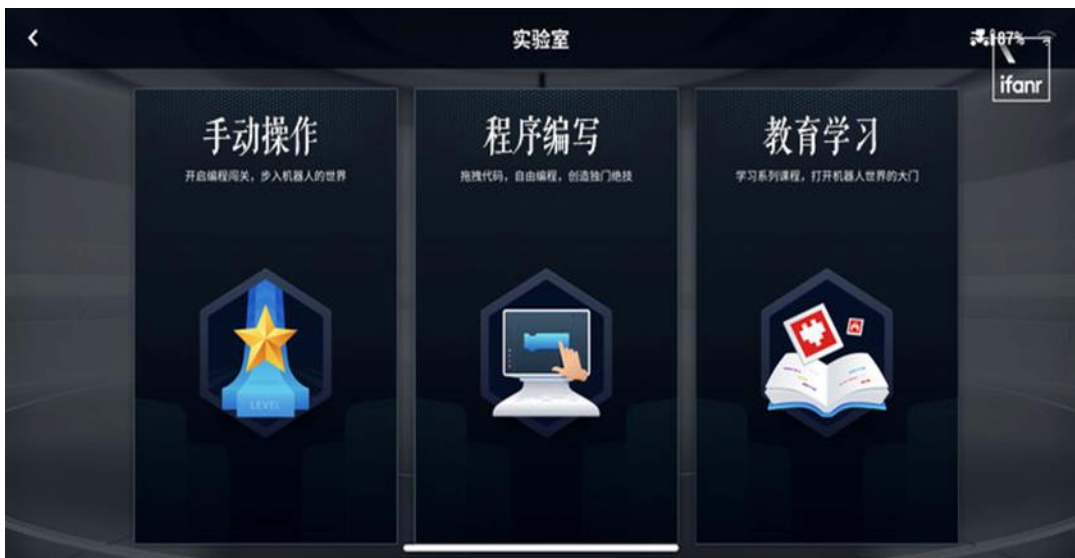 实验室
87%
ifanr
手动操作
开启编程闯关，步入机器人的世界
程序编写
拖拽代码，自由编程，创造独门绝技
教育学习
学习系列课程，打开机器人世界的大门
LEVEL